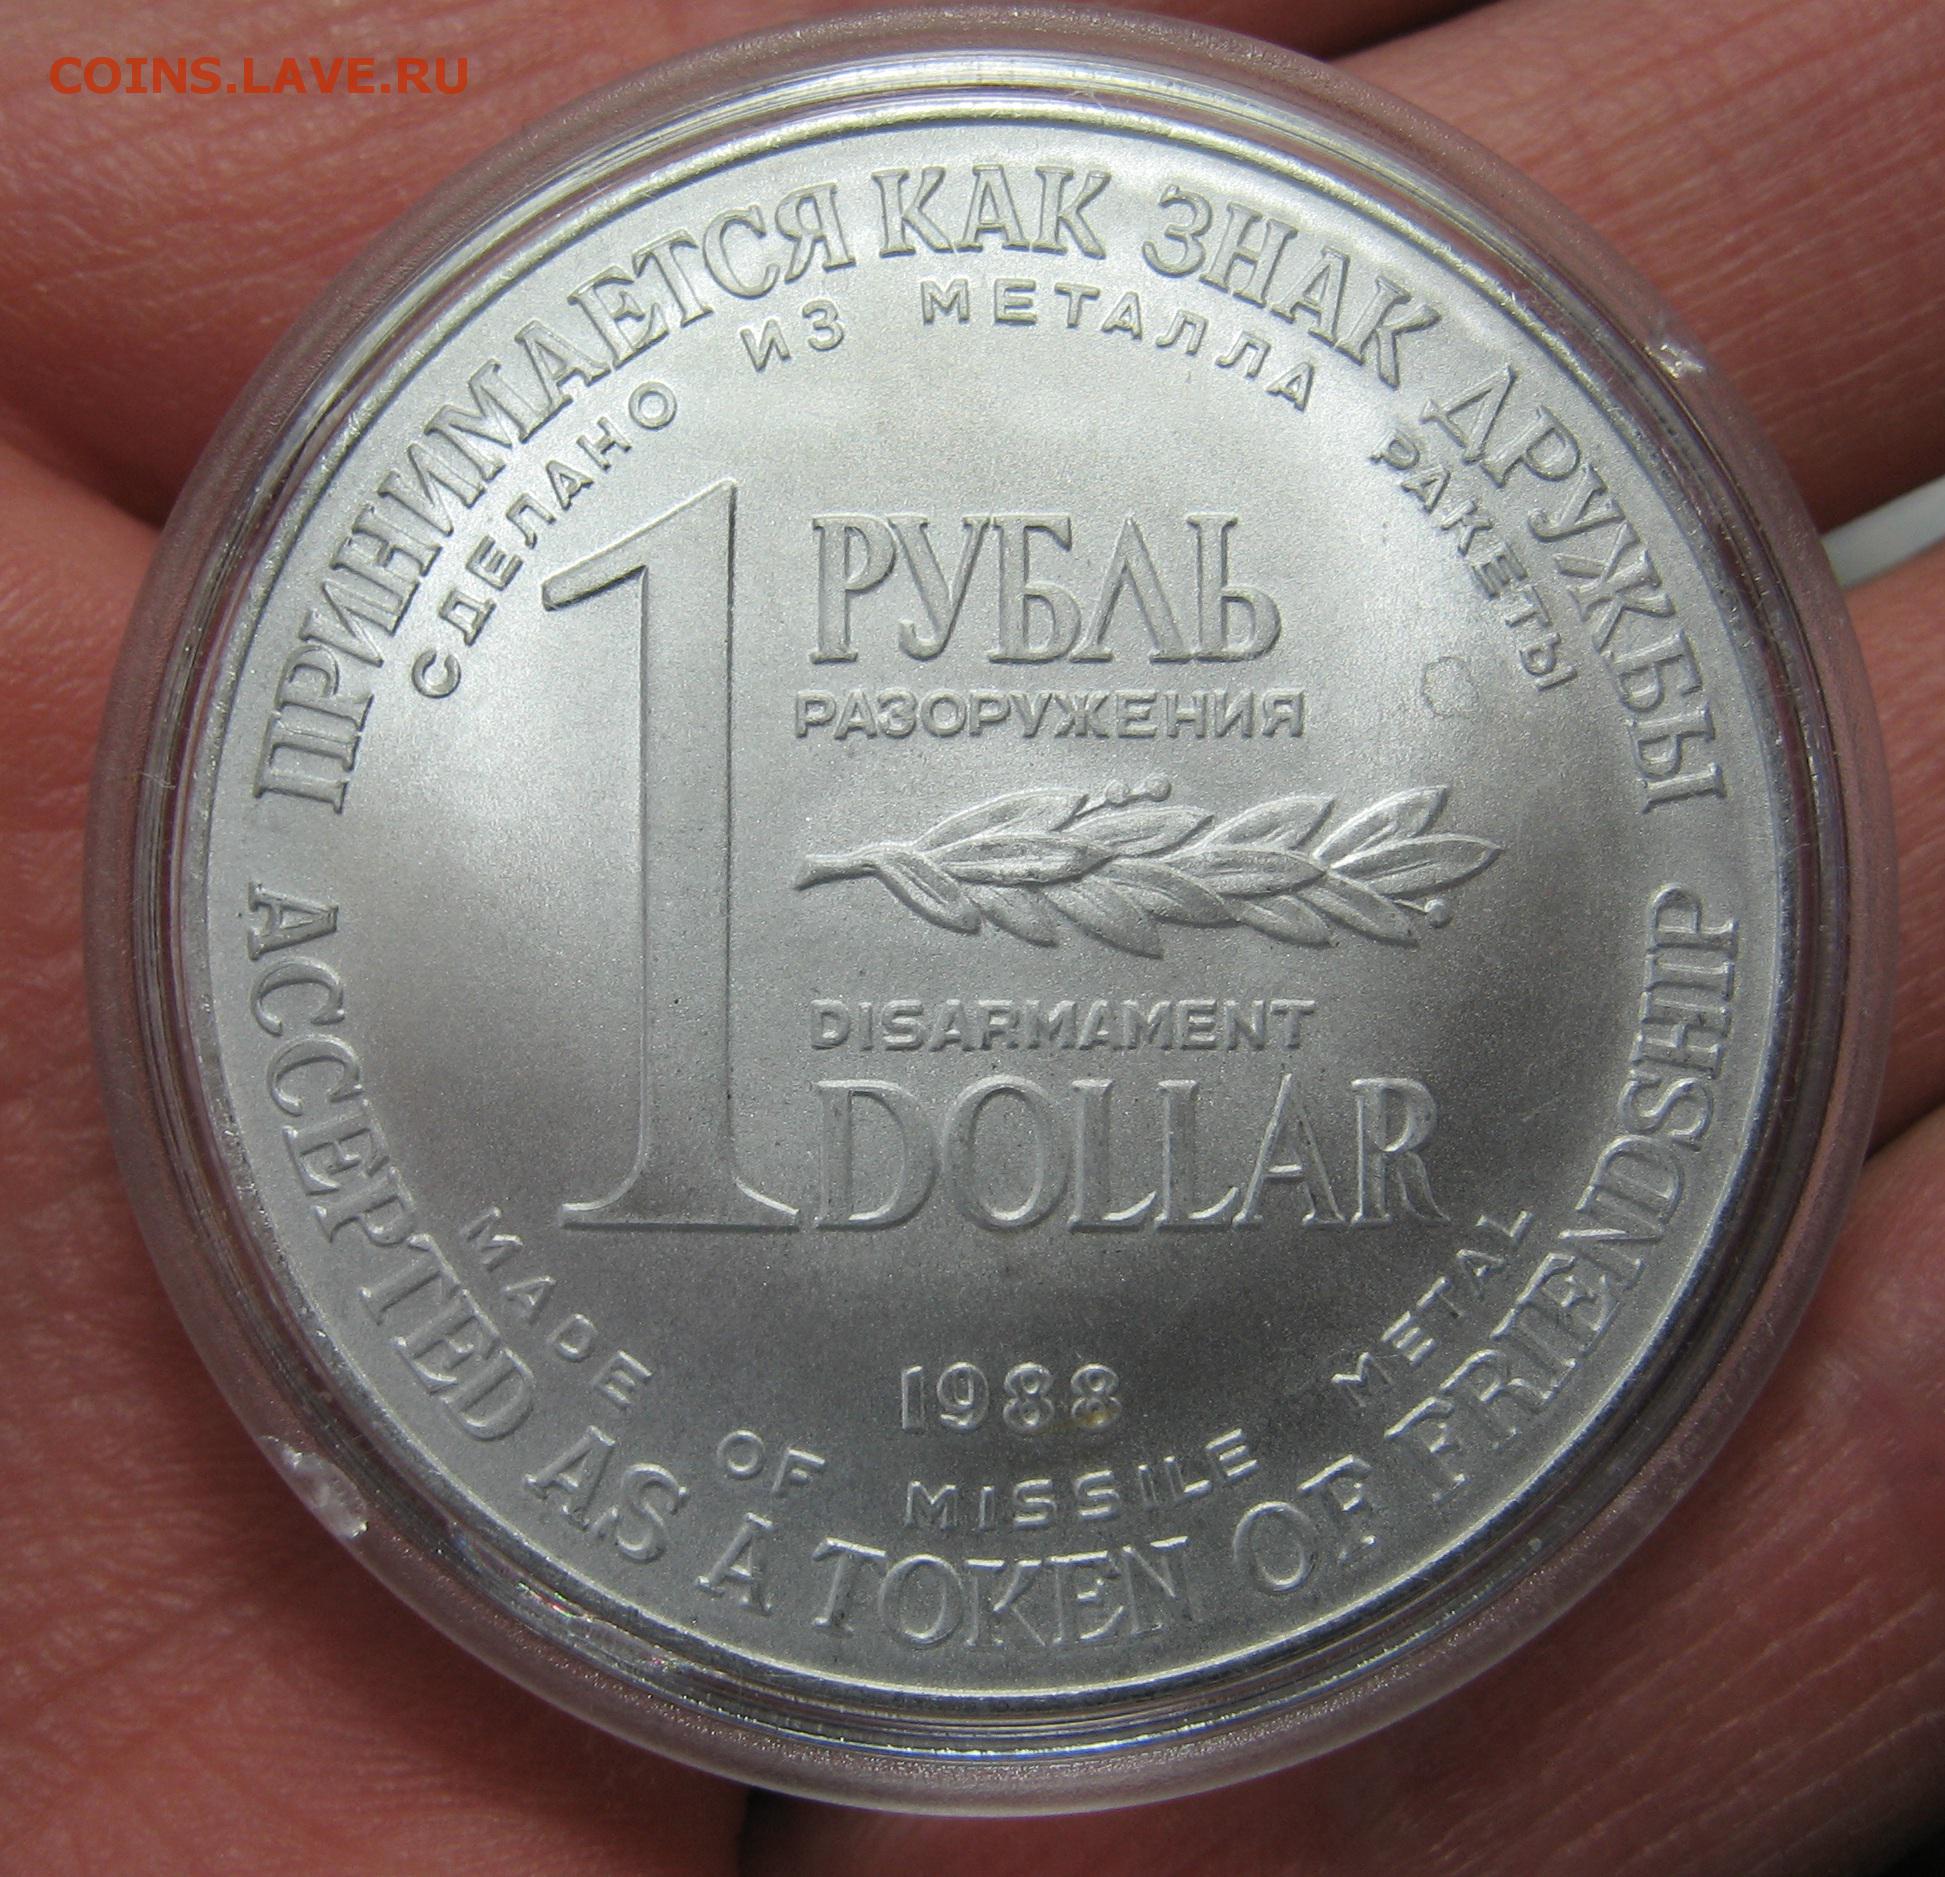 COINS.LAVE.RU
ПРИНИМАЕТСЯ КАК ЗНАК ДРУЖБЫ
СДЕЛАНО ИЗ МЕТАЛЛА РАКЕТЫ
1 РУБЛЬ
РАЗОРУЖЕНИЯ
DISARMAMENT
DOLLAR
1988
MADE OF MISSILE METAL
ACCEPTED AS A TOKEN OF FRIENDSHIP